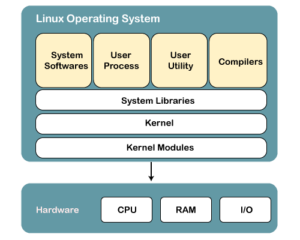 Linux Operating System
System
Softwares
User
Process
User
Utility
Compilers
System Libraries
Kernel
Kernel Modules
Hardware
CPU
RAM
I/O